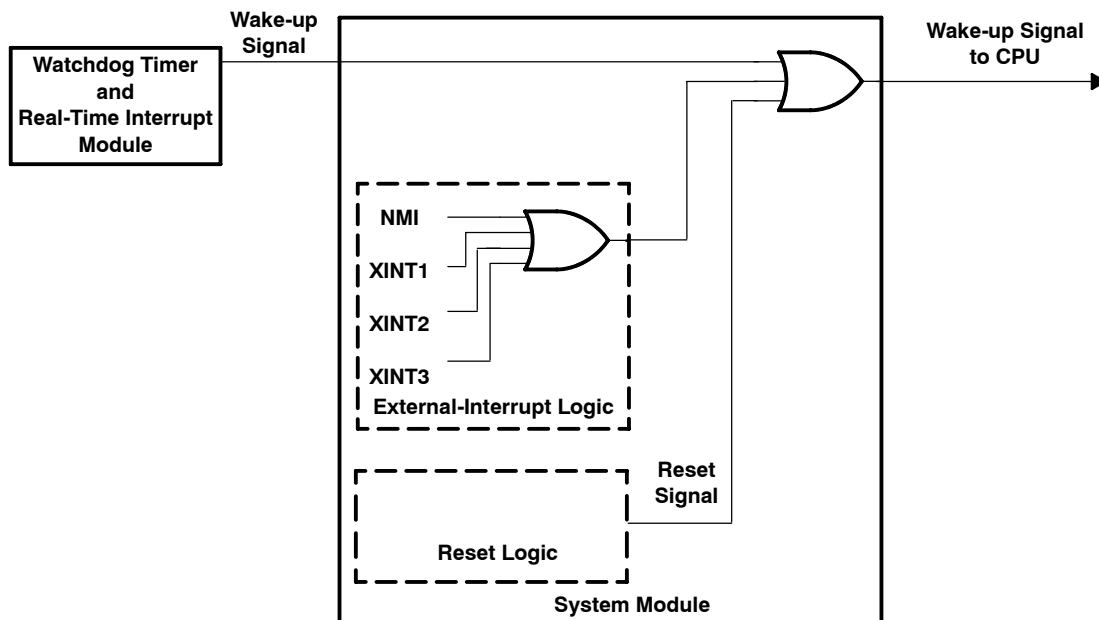 Wake-up
Signal
Watchdog Timer
and
Real-Time Interrupt
Module
Wake-up Signal
to CPU
NMI
XINT1
XINT2
XINT3
External-Interrupt Logic
Reset
Signal
Reset Logic
System Module